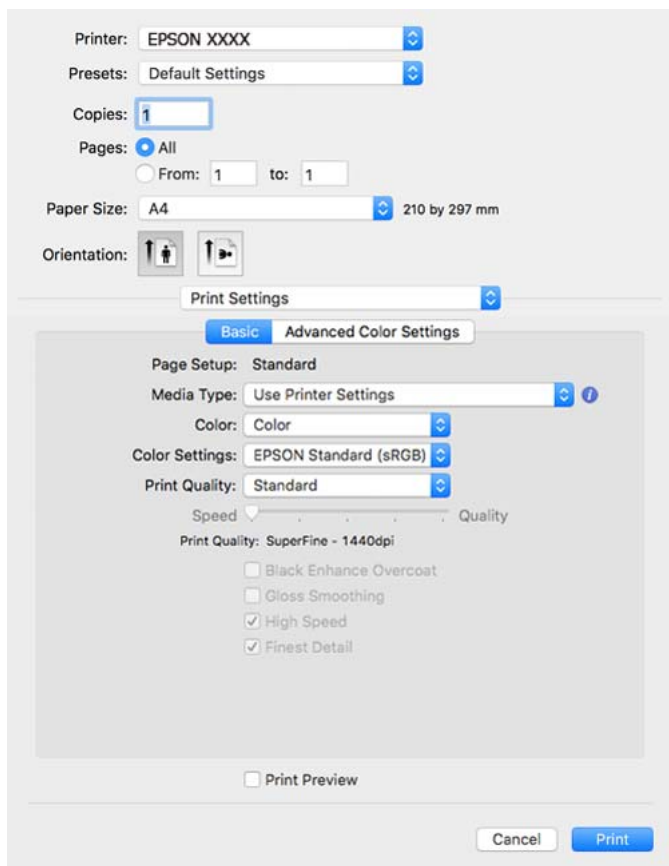 Printer: EPSON XXXX
Presets: Default Settings
Copies: 1
Pages: All
From: 1 to: 1
Paper Size: A4 210 by 297 mm
Orientation:
Print Settings
Basic Advanced Color Settings
Page Setup: Standard
Media Type: Use Printer Settings i
Color: Color
Color Settings: EPSON Standard (sRGB)
Print Quality: Standard
Speed Quality
Print Quality: SuperFine - 1440dpi
Black Enhance Overcoat
Gloss Smoothing
High Speed
Finest Detail
Print Preview
Cancel Print